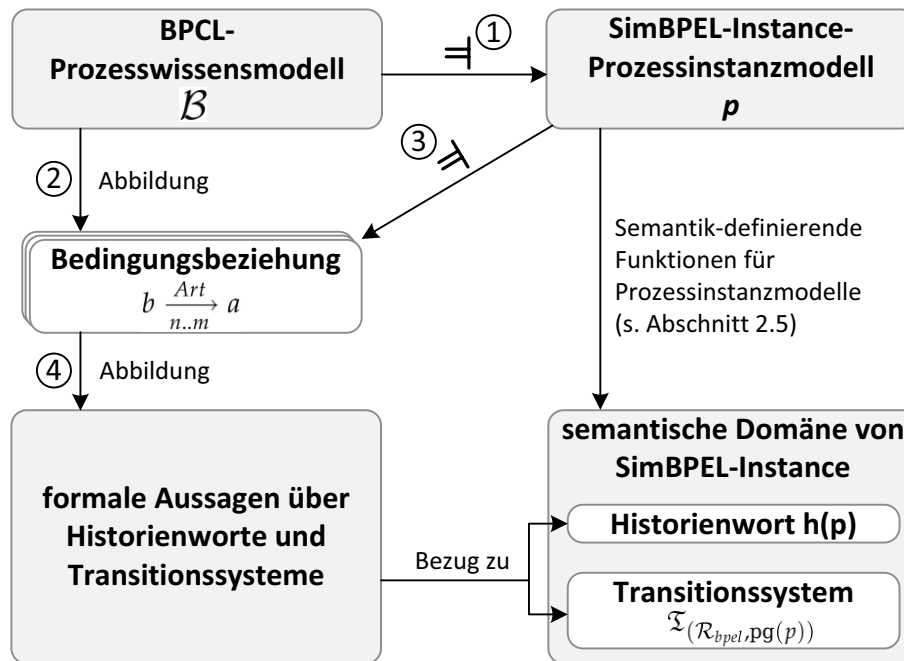 BPCL-
Prozesswissensmodell
ℬ
① ⊨
SimBPEL-Instance-
Prozessinstanzmodell
p
② Abbildung
③ ⊨
Bedingungsbeziehung
b Art n..m → a
Semantik-definierende
Funktionen für
Prozessinstanzmodelle
(s. Abschnitt 2.5)
④ Abbildung
formale Aussagen über
Historienworte und
Transitionssysteme
Bezug zu
semantische Domäne von
SimBPEL-Instance
Historienwort h(p)
Transitionssystem
𝔗(ℛbpel,pg(p))